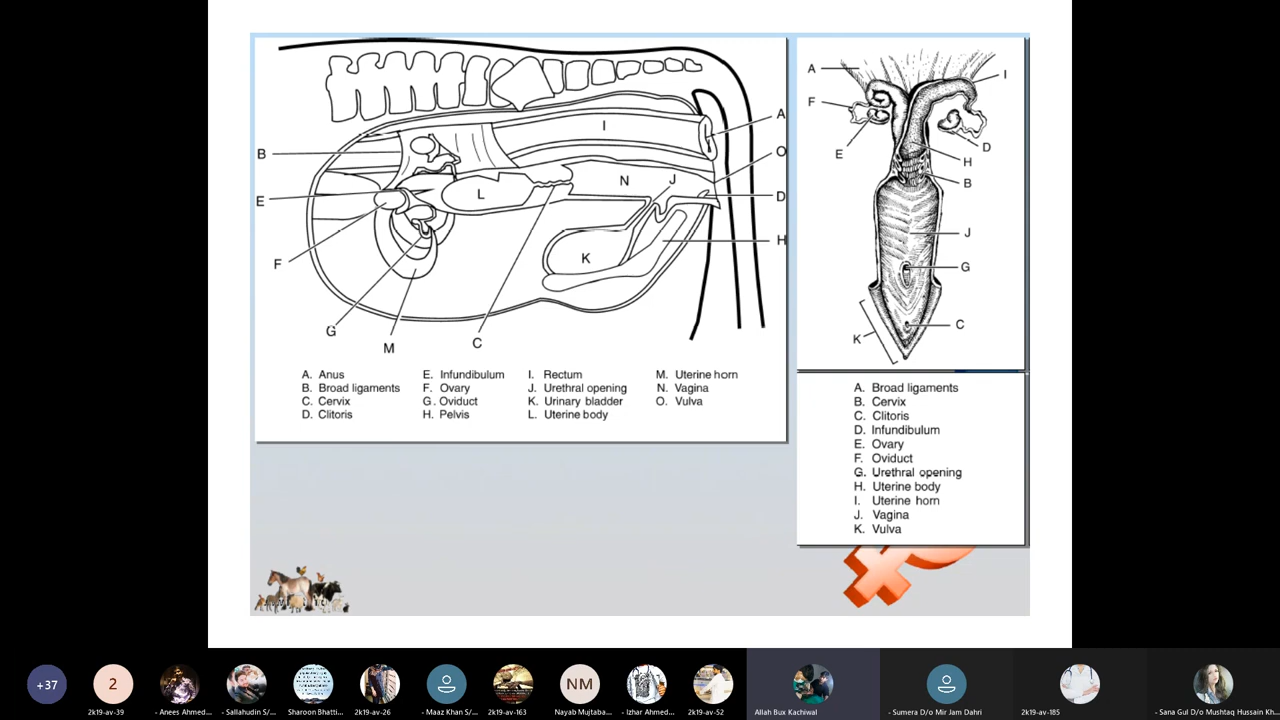 A
I
B
O
N
J
L
E
D
H
K
F
G
M
C
A. Anus
B. Broad ligaments
C. Cervix
D. Clitoris
E. Infundibulum
F. Ovary
G. Oviduct
H. Pelvis
I. Rectum
J. Urethral opening
K. Urinary bladder
L. Uterine body
M. Uterine horn
N. Vagina
O. Vulva
A
I
F
E
D
H
B
J
G
C
K
A. Broad ligaments
B. Cervix
C. Clitoris
D. Infundibulum
E. Ovary
F. Oviduct
G. Urethral opening
H. Uterine body
I. Uterine horn
J. Vagina
K. Vulva
+37
2
NM
2k19-av-39
- Anees Ahmed...
- Sallahudin S/...
Sharoon Bhatti...
2k19-av-26
- Maaz Khan S/...
2k19-av-163
Nayab Mujtaba...
- Izhar Ahmed...
2k19-av-52
Allah Bux Kachiwal
- Sumera D/o Mir Jam Dahri
2k19-av-185
- Sana Gul D/o Mushtaq Hussain Kh...